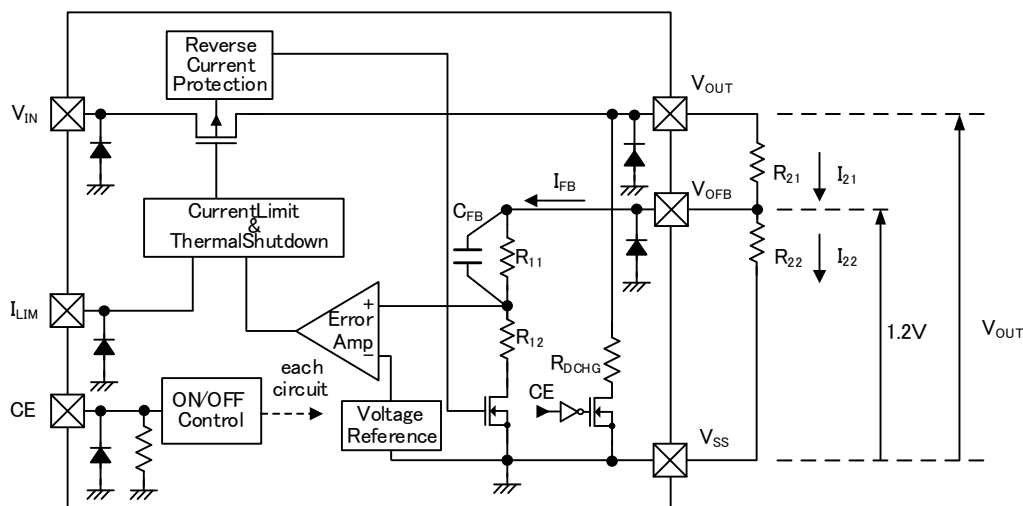 Reverse
Current
Protection
VIN
VOUT
IFB
VOFB
R21
I21
CFB
R11
R22
I22
CurrentLimit
&
ThermalShutdown
ILIM
+
Error
Amp
−
R12
1.2V
VOUT
RDCHG
each
circuit
CE
ON/OFF
Control
CE
Voltage
Reference
VSS